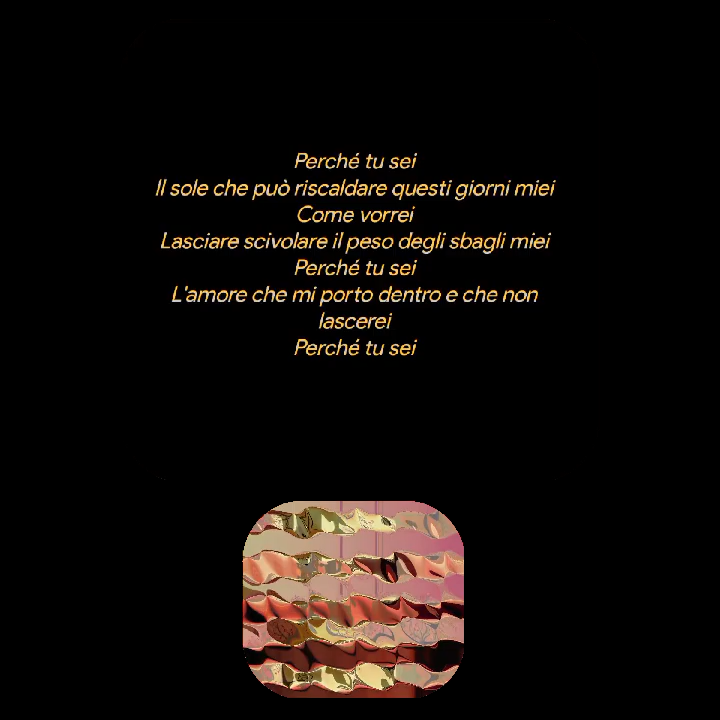 Perché tu sei
Il sole che può riscaldare questi giorni miei
Come vorrei
Lasciare scivolare il peso degli sbagli miei
Perché tu sei
L'amore che mi porto dentro e che non
lascerei
Perché tu sei